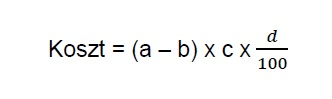 Koszt = (a – b) x c x d/100